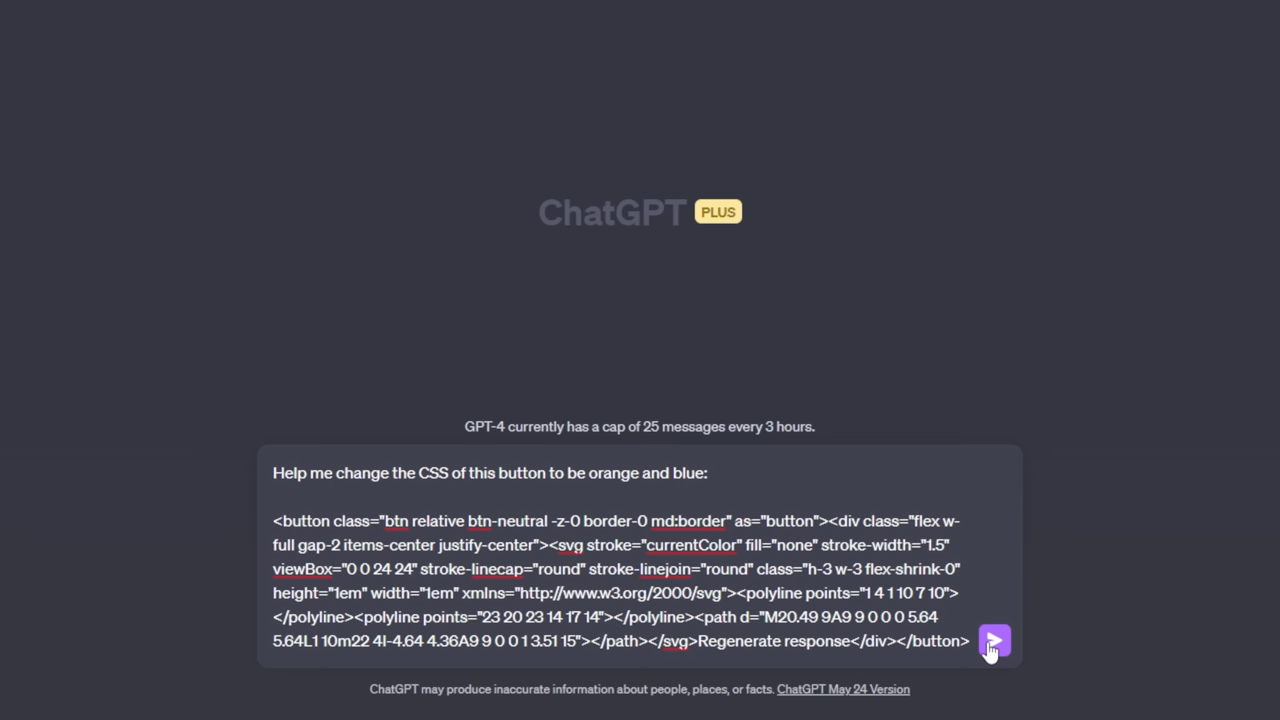 ChatGPT PLUS
GPT-4 currently has a cap of 25 messages every 3 hours.
Help me change the CSS of this button to be orange and blue:
<button class="btn relative btn-neutral -z-0 border-0 md:border" as="button"><div class="flex w-
full gap-2 items-center justify-center"><svg stroke="currentColor" fill="none" stroke-width="1.5"
viewBox="0 0 24 24" stroke-linecap="round" stroke-linejoin="round" class="h-3 w-3 flex-shrink-0"
height="1em" width="1em" xmlns="http://www.w3.org/2000/svg"><polyline points="1 4 1 10 7 10">
</polyline><polyline points="23 20 23 14 17 14"></polyline><path d="M20.49 9A9 9 0 0 0 5.64
5.64L1 10m22 4l-4.64 4.36A9 9 0 0 1 3.51 15"></path></svg>Regenerate response</div></button>
ChatGPT may produce inaccurate information about people, places, or facts. ChatGPT May 24 Version